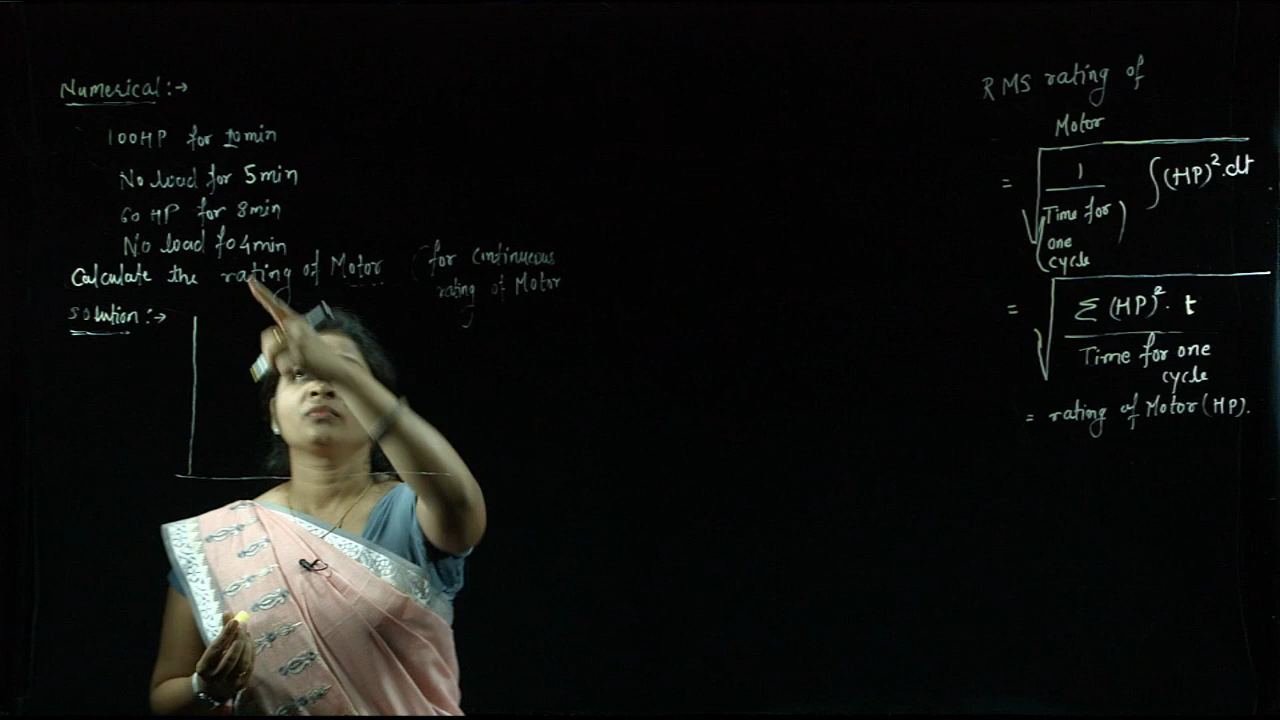 Numerical :→
100HP for 10min
No load for 5min
60 HP for 8min
No load fo4min
Calculate the rating of Motor (for continuous
rating of Motor
Solution :→
RMS rating of
Motor
= √ 1 ∫(HP)².dt
(Time for)
one
cycle
= √ Σ (HP)². t
Time for one
cycle
= rating of Motor(HP).